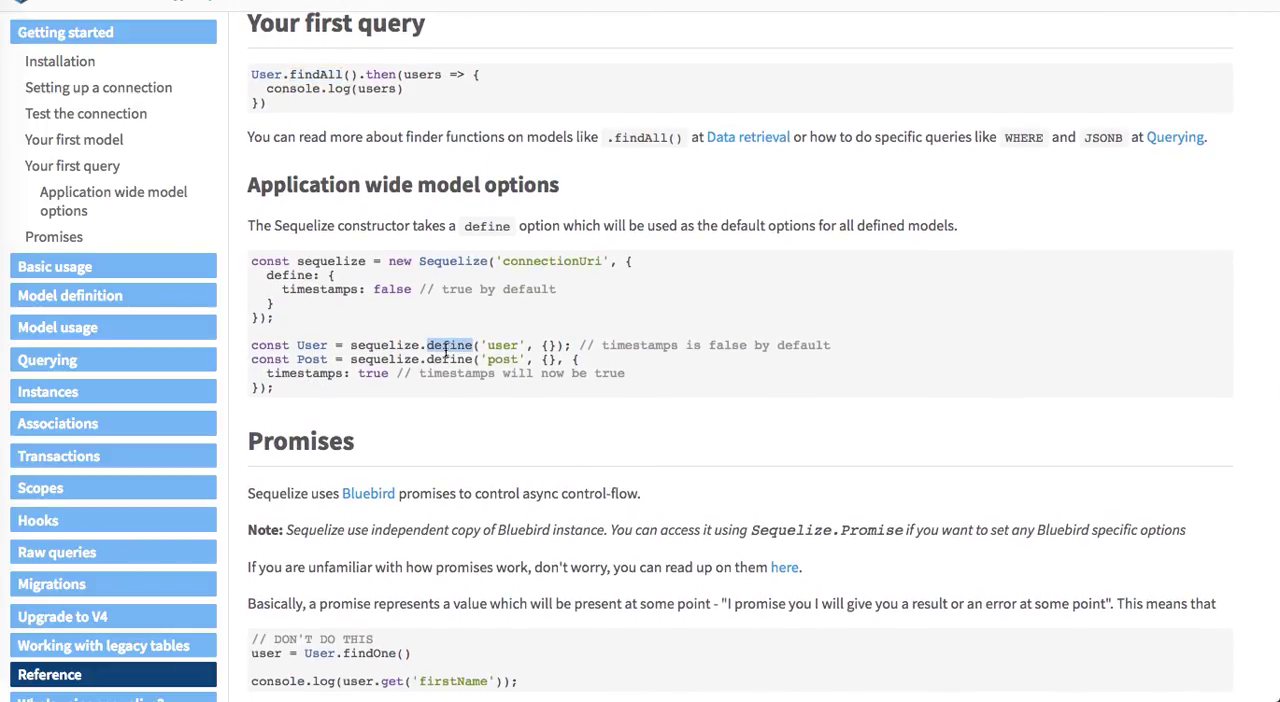 Getting started
Installation
Setting up a connection
Test the connection
Your first model
Your first query
Application wide model
options
Promises
Basic usage
Model definition
Model usage
Querying
Instances
Associations
Transactions
Scopes
Hooks
Raw queries
Migrations
Upgrade to V4
Working with legacy tables
Reference
Your first query
User.findAll().then(users => {
  console.log(users)
})
You can read more about finder functions on models like .findAll() at Data retrieval or how to do specific queries like WHERE and JSONB at Querying.
Application wide model options
The Sequelize constructor takes a define option which will be used as the default options for all defined models.
const sequelize = new Sequelize('connectionUri', {
  define: {
    timestamps: false // true by default
  }
});
const User = sequelize.define('user', {}); // timestamps is false by default
const Post = sequelize.define('post', {}, {
  timestamps: true // timestamps will now be true
});
Promises
Sequelize uses Bluebird promises to control async control-flow.
Note: Sequelize use independent copy of Bluebird instance. You can access it using Sequelize.Promise if you want to set any Bluebird specific options
If you are unfamiliar with how promises work, don't worry, you can read up on them here.
Basically, a promise represents a value which will be present at some point - "I promise you I will give you a result or an error at some point". This means that
// DON'T DO THIS
user = User.findOne()
console.log(user.get('firstName'));